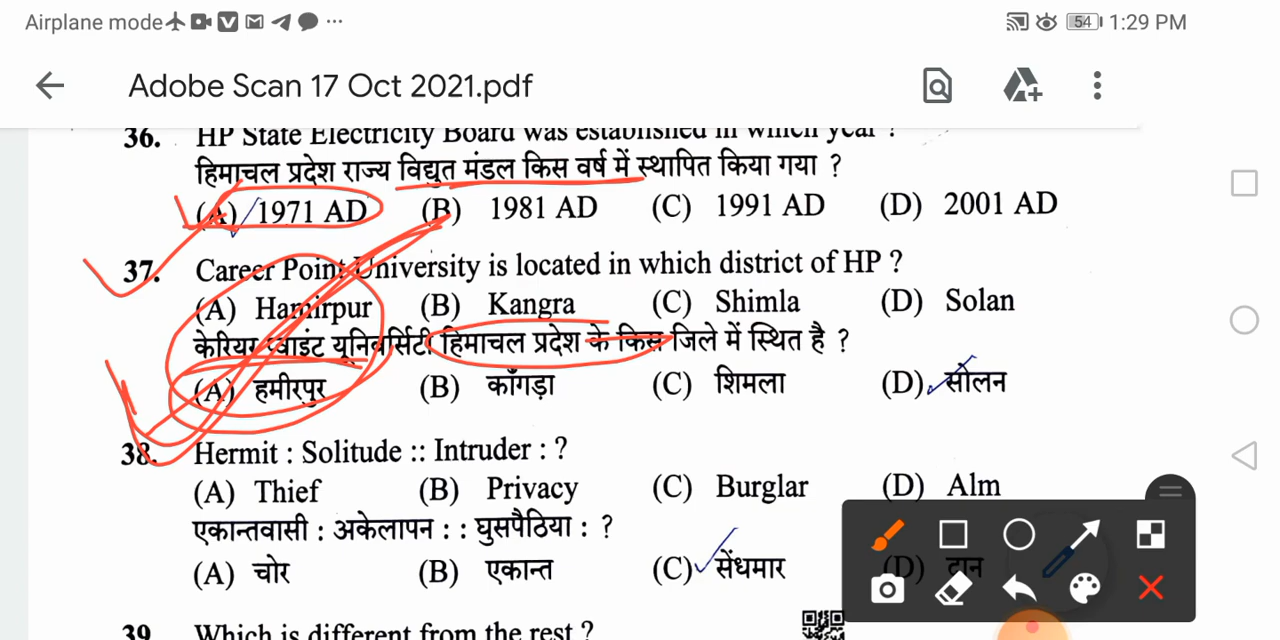 Airplane mode ... 54 1:29 PM
Adobe Scan 17 Oct 2021.pdf
36. HP State Electricity Board was established in which year ?
हिमाचल प्रदेश राज्य विद्युत मंडल किस वर्ष में स्थापित किया गया ?
(A) 1971 AD (B) 1981 AD (C) 1991 AD (D) 2001 AD
37. Career Point University is located in which district of HP ?
(A) Hamirpur (B) Kangra (C) Shimla (D) Solan
केरियर प्वाइंट यूनिवर्सिटी हिमाचल प्रदेश के किस जिले में स्थित है ?
(A) हमीरपुर (B) काँगड़ा (C) शिमला (D) सोलन
38. Hermit : Solitude :: Intruder : ?
(A) Thief (B) Privacy (C) Burglar (D) Alm
एकान्तवासी : अकेलापन : : घुसपैठिया : ?
(A) चोर (B) एकान्त (C) सेंधमार (D) दान
39. Which is different from the rest ?